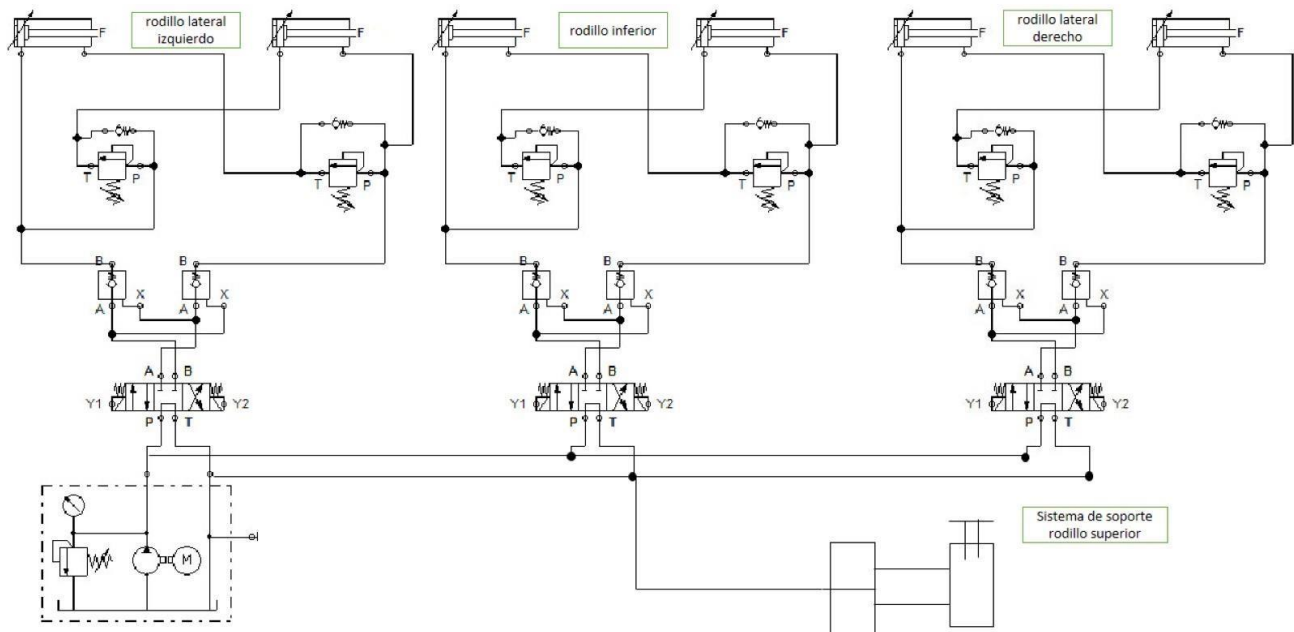 rodillo lateral
izquierdo
F
F
rodillo inferior
F
F
rodillo lateral
derecho
F
F
T
P
T
P
T
P
T
P
T
P
T
P
B
B
X
X
A
A
B
B
X
X
A
A
B
B
X
X
A
A
A
B
Y1
Y2
P
T
A
B
Y1
Y2
P
T
A
B
Y1
Y2
P
T
M
Sistema de soporte
rodillo superior